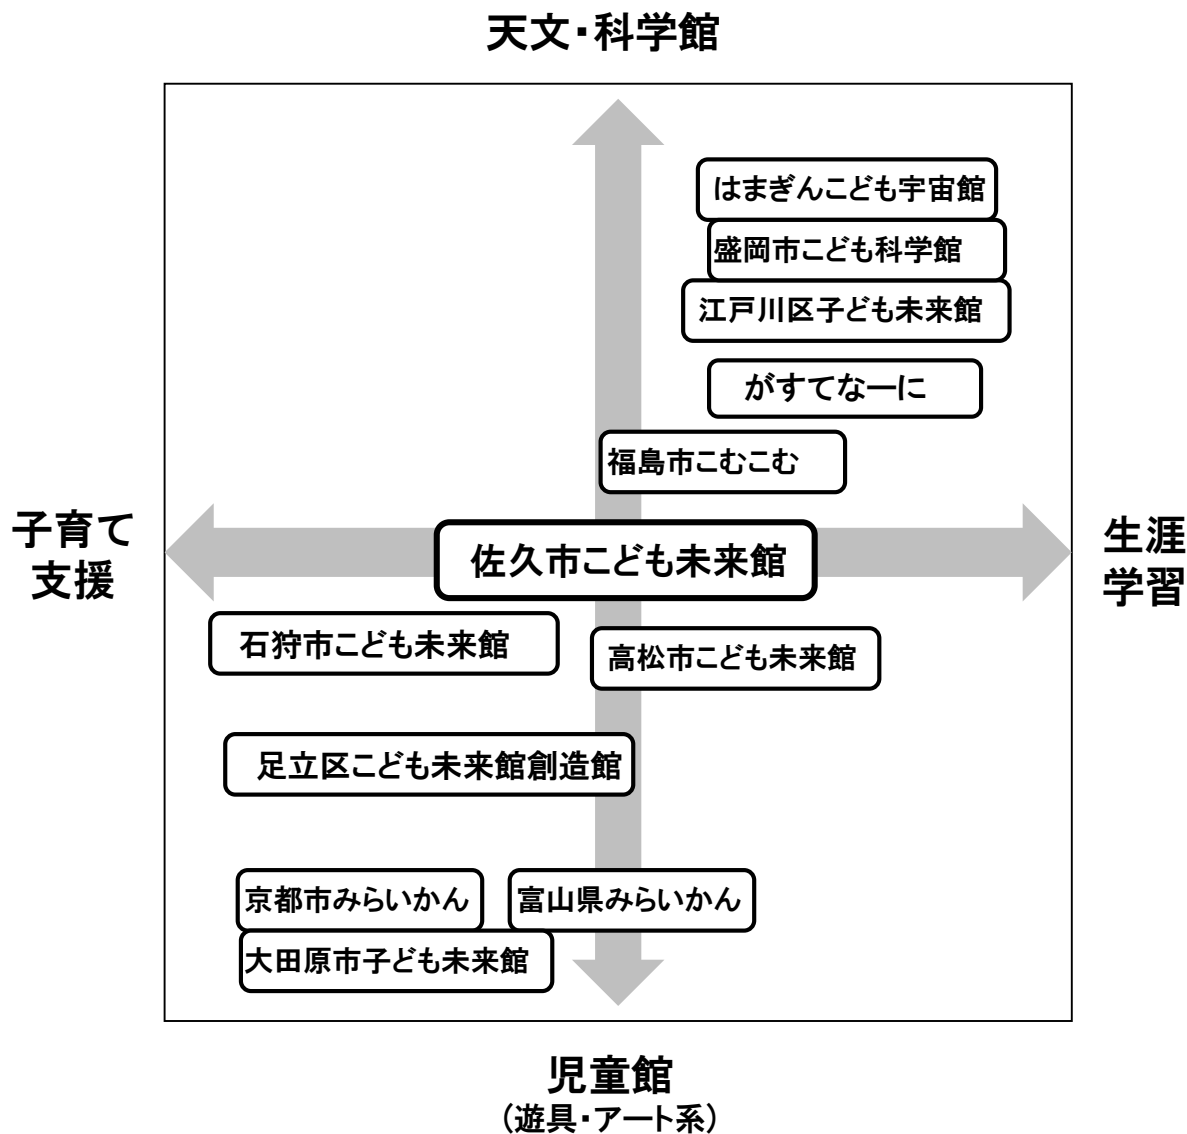 天文・科学館
はまぎんこども宇宙館
盛岡市こども科学館
江戸川区子ども未来館
がすてなーに
福島市こむこむ
子育て
支援
佐久市こども未来館
生涯
学習
石狩市こども未来館
高松市こども未来館
足立区こども未来館創造館
京都市みらいかん
富山県みらいかん
大田原市子ども未来館
児童館
（遊具・アート系）